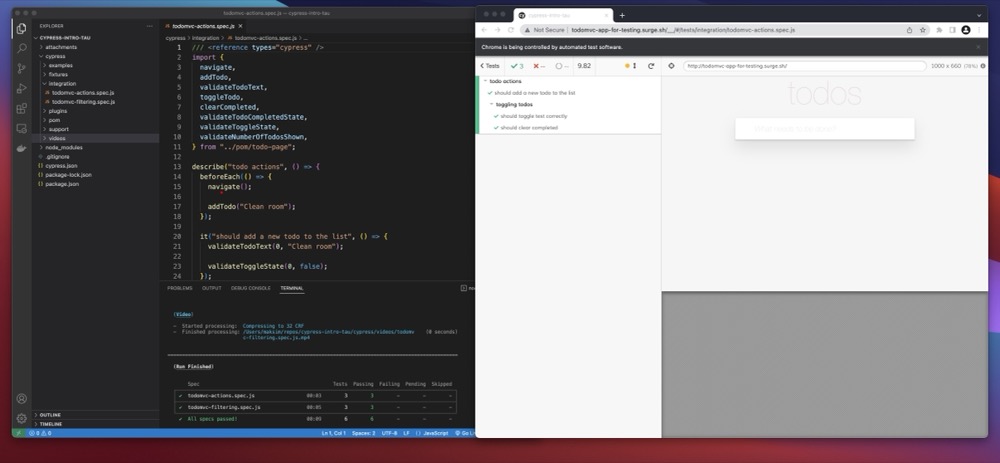 todomvc-actions.spec.js — cypress-intro-tau
EXPLORER
CYPRESS-INTRO-TAU
attachments
cypress
examples
fixtures
integration
todomvc-actions.spec.js
todomvc-filtering.spec.js
plugins
pom
support
videos
node_modules
.gitignore
cypress.json
package-lock.json
package.json
OUTLINE
TIMELINE
todomvc-actions.spec.js ×
cypress > integration > todomvc-actions.spec.js > ...
1 /// <reference types="cypress" />
2 import {
3 navigate,
4 addTodo,
5 validateTodoText,
6 toggleTodo,
7 clearCompleted,
8 validateTodoCompletedState,
9 validateToggleState,
10 validateNumberOfTodosShown,
11 } from "../pom/todo-page";
12
13 describe("todo actions", () => {
14 beforeEach(() => {
15 navigate();
16
17 addTodo("Clean room");
18 });
19
20 it("should add a new todo to the list", () => {
21 validateTodoText(0, "Clean room");
22
23 validateToggleState(0, false);
24 });
PROBLEMS OUTPUT DEBUG CONSOLE TERMINAL
(Video)
- Started processing: Compressing to 32 CRF
- Finished processing: /Users/maksim/repos/cypress-intro-tau/cypress/videos/todomv (0 seconds)
c-filtering.spec.js.mp4
(Run Finished)
Spec Tests Passing Failing Pending Skipped
✓ todomvc-actions.spec.js 00:03 3 3 - - -
✓ todomvc-filtering.spec.js 00:05 3 3 - - -
✓ All specs passed! 00:09 6 6 - - -
0 0 Ln 1, Col 1 Spaces: 2 UTF-8 LF JavaScript
cypress-intro-tau
Not Secure | todomvc-app-for-testing.surge.sh/__/#/tests/integration/todomvc-actions.spec.js
Chrome is being controlled by automated test software.
< Tests ✓ 3 × -- ○ -- 9.82
http://todomvc-app-for-testing.surge.sh/ 1000 x 660
todo actions
✓ should add a new todo to the list
toggling todos
✓ should toggle test correctly
✓ should clear completed
todos